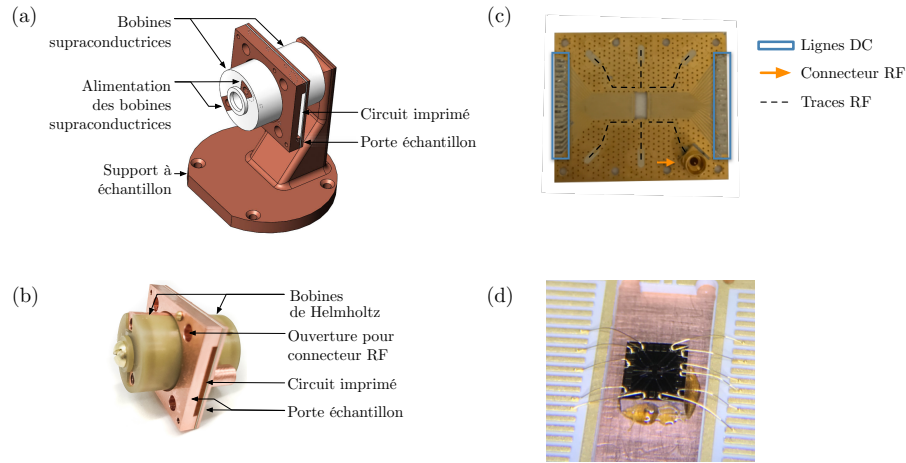 (a)
Bobines
supraconductrices
Alimentation
des bobines
supraconductrices
Circuit imprimé
Porte échantillon
Support à
échantillon
(c)
Lignes DC
Connecteur RF
Traces RF
(b)
Bobines
de Helmholtz
Ouverture pour
connecteur RF
Circuit imprimé
Porte échantillon
(d)